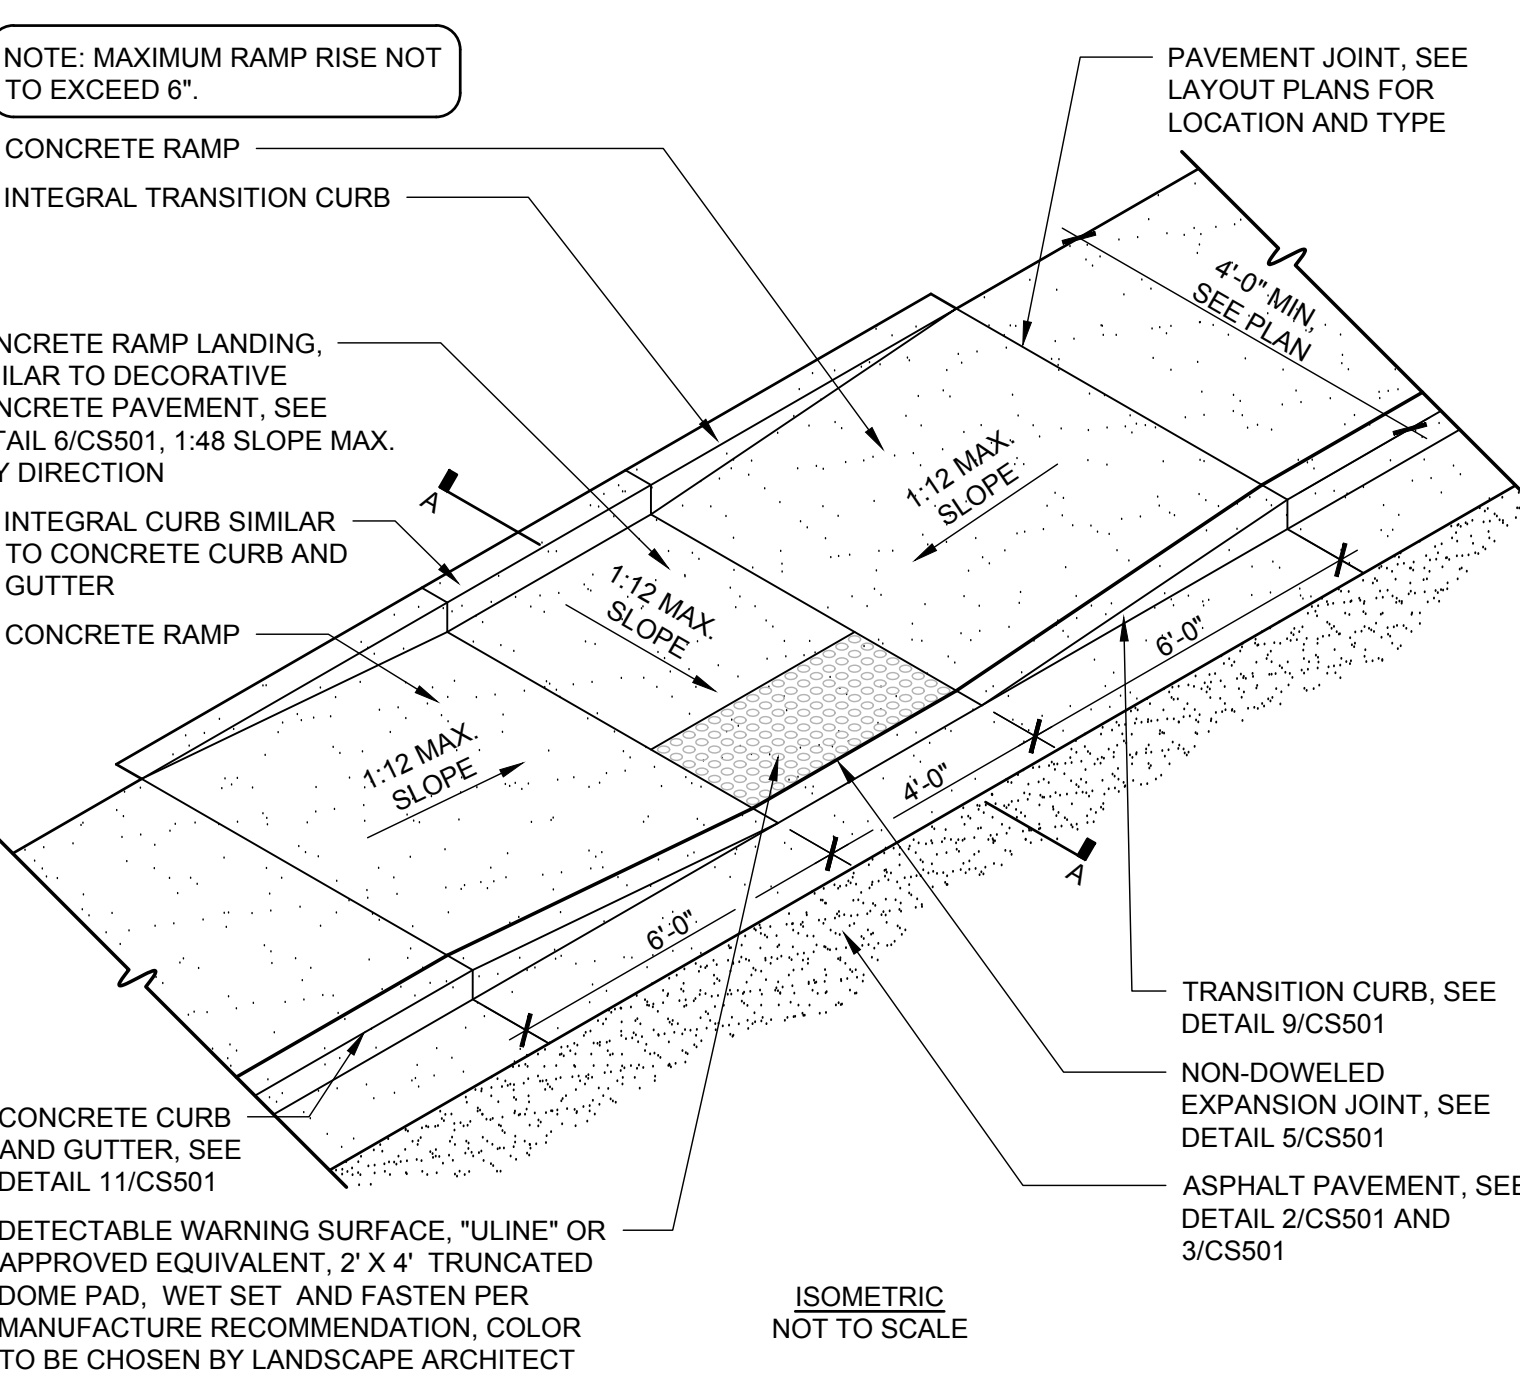 NOTE: MAXIMUM RAMP RISE NOT
TO EXCEED 6".
CONCRETE RAMP
INTEGRAL TRANSITION CURB
NCRETE RAMP LANDING,
ILAR TO DECORATIVE
NCRETE PAVEMENT, SEE
TAIL 6/CS501, 1:48 SLOPE MAX.
Y DIRECTION
INTEGRAL CURB SIMILAR
TO CONCRETE CURB AND
GUTTER
CONCRETE RAMP
PAVEMENT JOINT, SEE
LAYOUT PLANS FOR
LOCATION AND TYPE
4'-0" MIN,
SEE PLAN
1:12 MAX.
SLOPE
A
1:12 MAX.
SLOPE
1:12 MAX.
SLOPE
6'-0"
4'-0"
6'-0"
A
TRANSITION CURB, SEE
DETAIL 9/CS501
NON-DOWELED
EXPANSION JOINT, SEE
DETAIL 5/CS501
ASPHALT PAVEMENT, SEE
DETAIL 2/CS501 AND
3/CS501
CONCRETE CURB
AND GUTTER, SEE
DETAIL 11/CS501
DETECTABLE WARNING SURFACE, "ULINE" OR
APPROVED EQUIVALENT, 2' X 4' TRUNCATED
DOME PAD, WET SET AND FASTEN PER
MANUFACTURE RECOMMENDATION, COLOR
TO BE CHOSEN BY LANDSCAPE ARCHITECT
ISOMETRIC
NOT TO SCALE